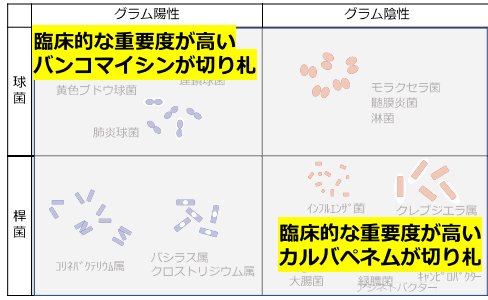 グラム陽性
グラム陰性
臨床的な重要度が高い
バンコマイシンが切り札
球菌
黄色ブドウ球菌
連鎖球菌
肺炎球菌
モラクセラ菌
髄膜炎菌
淋菌
桿菌
コリネバクテリウム属
バシラス属
クロストリジウム属
インフルエンザ菌
クレブジエラ属
臨床的な重要度が高い
カルバペネムが切り札
大腸菌
緑膿菌
キャンピロバクター
アシネトバクター